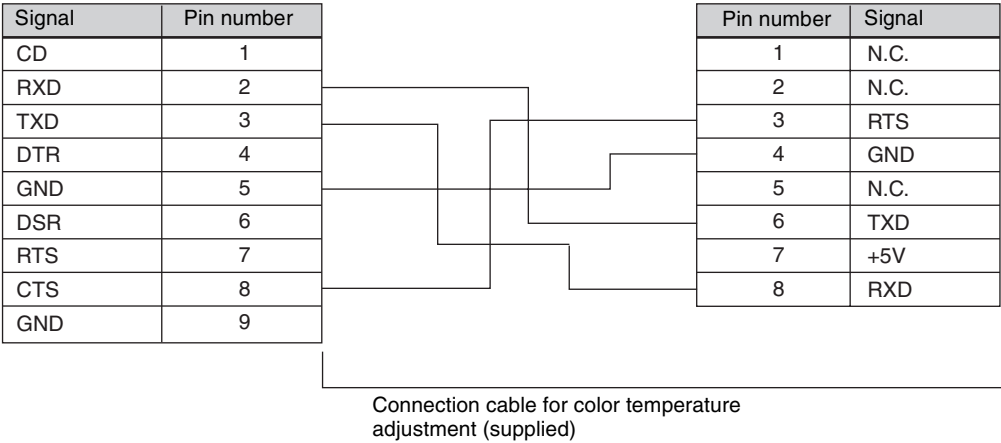 Signal Pin number Pin number Signal
CD 1 1 N.C.
RXD 2 2 N.C.
TXD 3 3 RTS
DTR 4 4 GND
GND 5 5 N.C.
DSR 6 6 TXD
RTS 7 7 +5V
CTS 8 8 RXD
GND 9
Connection cable for color temperature
adjustment (supplied)